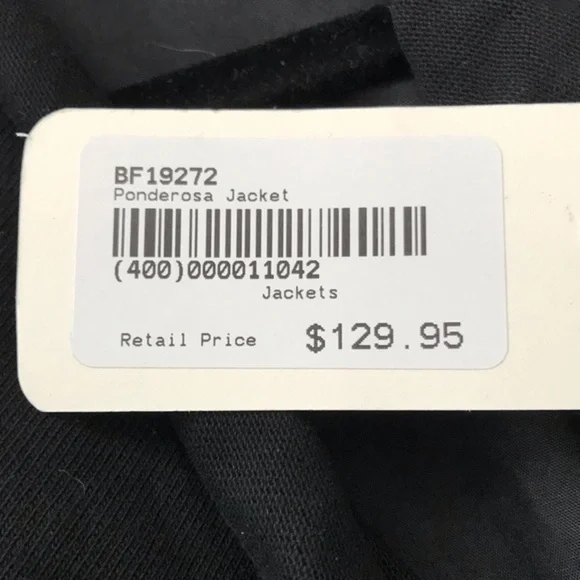 BF19272
Ponderosa Jacket
(400)000011042
Jackets
Retail Price $129.95